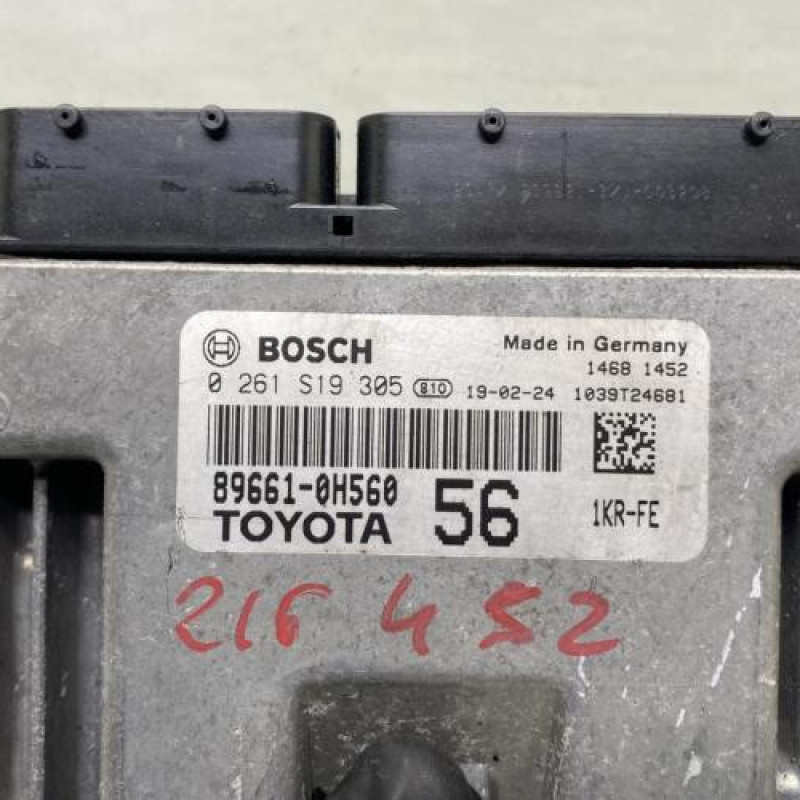 BOSCH
Made in Germany
1468 1452
0 261 S19 305 810 19-02-24 1039T24681
89661-0H560
TOYOTA 56 1KR-FE
216 452